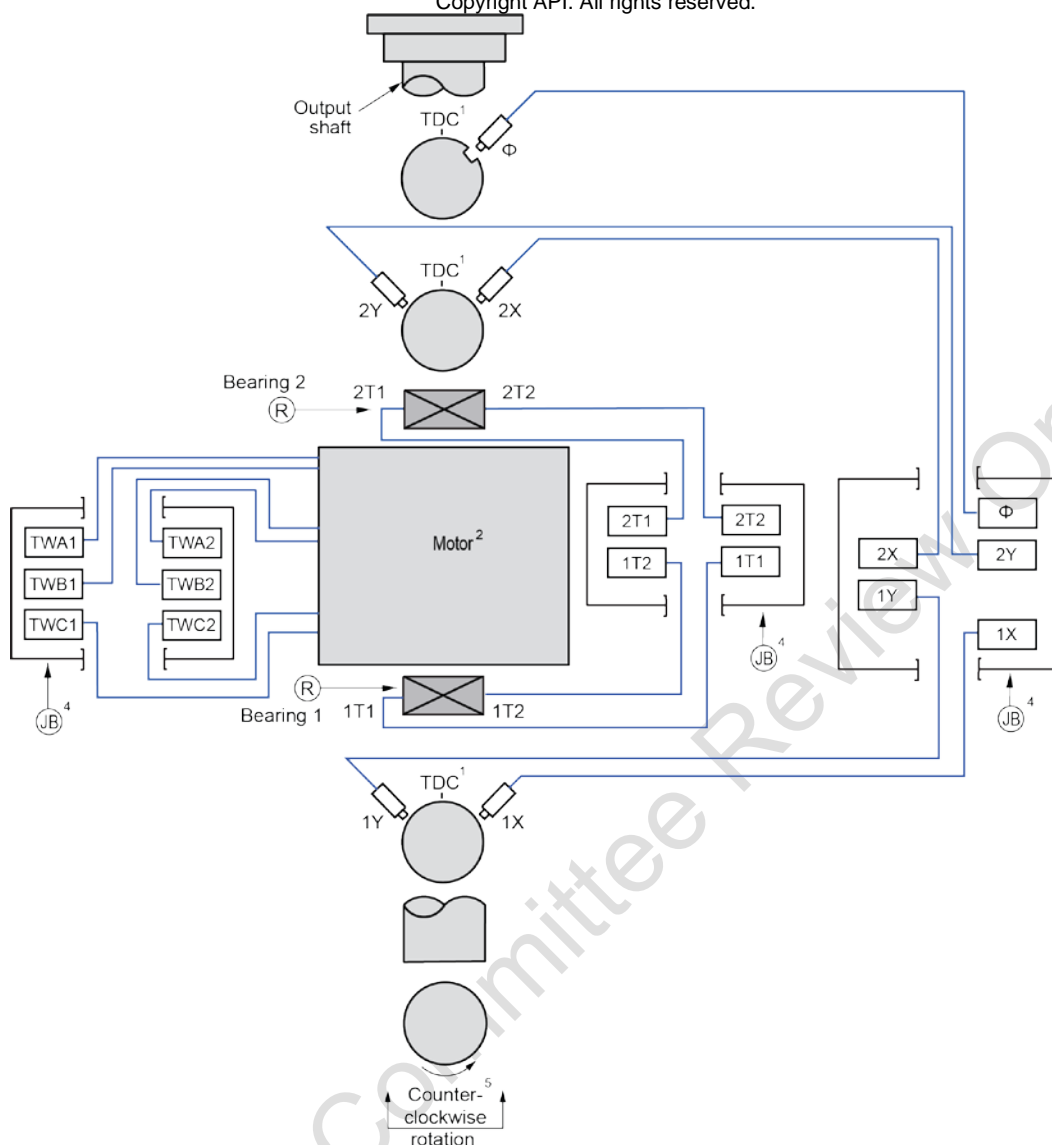 Copyright API. All rights reserved.
Output
shaft
TDC1
Φ
TDC1
2Y
2X
Bearing 2
R
2T1
2T2
TWA1
TWA2
TWB1
TWB2
TWC1
TWC2
JB4
Motor2
2T1
2T2
1T2
1T1
JB4
Φ
2X
2Y
1Y
1X
JB4
R
Bearing 1
1T1
1T2
TDC1
1Y
1X
Counter-5
clockwise
rotation
Committee Review On